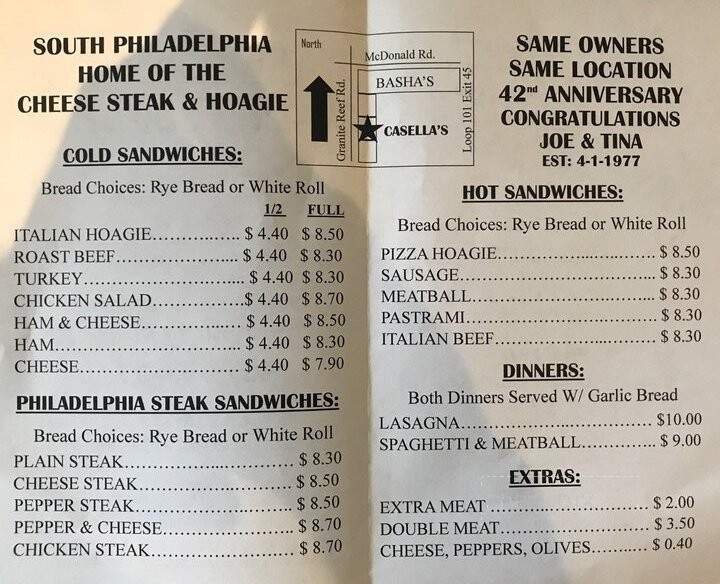 SOUTH PHILADELPHIA
HOME OF THE
CHEESE STEAK & HOAGIE
COLD SANDWICHES:
Bread Choices: Rye Bread or White Roll
1/2 FULL
ITALIAN HOAGIE.................. $ 4.40 $ 8.50
ROAST BEEF........................ $ 4.40 $ 8.30
TURKEY............................... $ 4.40 $ 8.30
CHICKEN SALAD.................$ 4.40 $ 8.70
HAM & CHEESE................... $ 4.40 $ 8.50
HAM.................................... $ 4.40 $ 8.30
CHEESE............................... $ 4.40 $ 7.90
PHILADELPHIA STEAK SANDWICHES:
Bread Choices: Rye Bread or White Roll
PLAIN STEAK................................ $ 8.30
CHEESE STEAK............................. $ 8.50
PEPPER STEAK.............................. $ 8.50
PEPPER & CHEESE........................ $ 8.70
CHICKEN STEAK........................... $ 8.70
North
McDonald Rd.
BASHA'S
Granite Reef Rd.
CASELLA'S
Loop 101 Exit 45
SAME OWNERS
SAME LOCATION
42nd ANNIVERSARY
CONGRATULATIONS
JOE & TINA
EST: 4-1-1977
HOT SANDWICHES:
Bread Choices: Rye Bread or White Roll
PIZZA HOAGIE............................. $ 8.50
SAUSAGE.................................... $ 8.30
MEATBALL.................................. $ 8.30
PASTRAMI................................... $ 8.30
ITALIAN BEEF.............................. $ 8.30
DINNERS:
Both Dinners Served W/ Garlic Bread
LASAGNA................................... $10.00
SPAGHETTI & MEATBALL............. $ 9.00
EXTRAS:
EXTRA MEAT ............................. $ 2.00
DOUBLE MEAT........................... $ 3.50
CHEESE, PEPPERS, OLIVES.......... $ 0.40